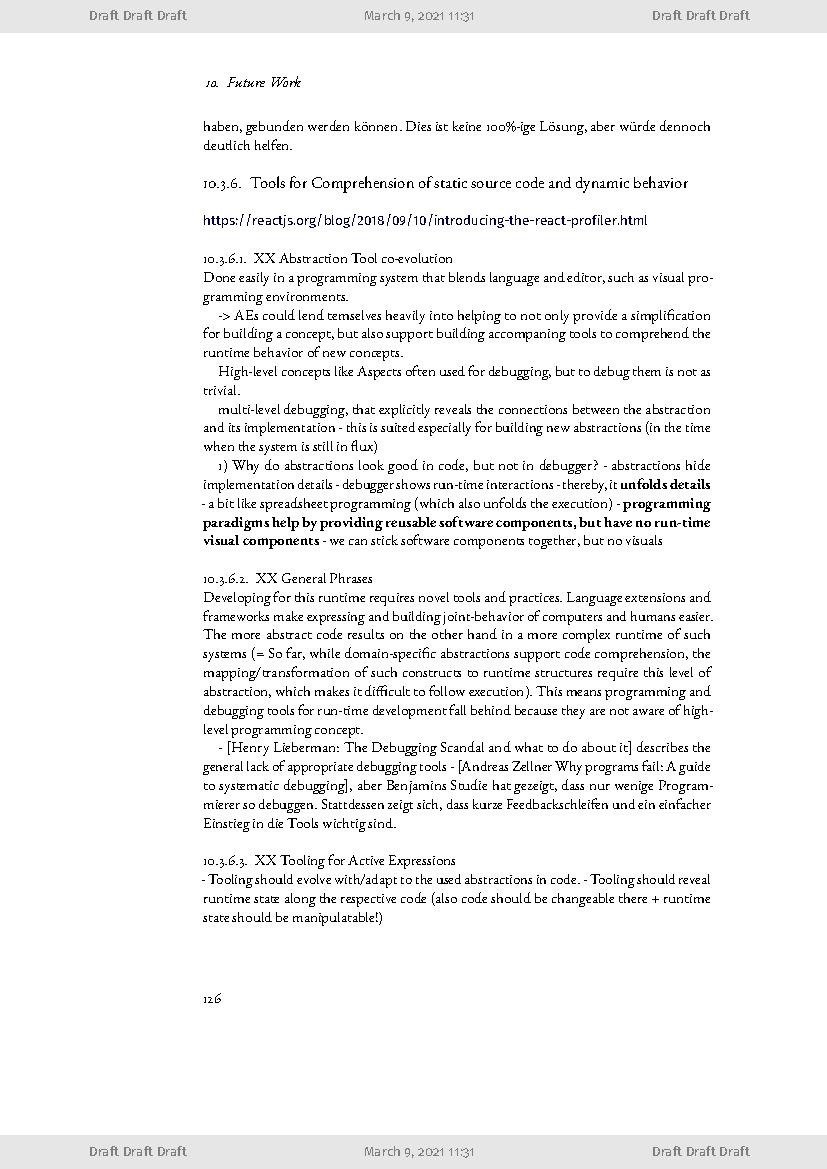 Draft Draft Draft March 9, 2021 11:31 Draft Draft Draft
10. Future Work
haben, gebunden werden können. Dies ist keine 100%-ige Lösung, aber würde dennoch
deutlich helfen.
10.3.6. Tools for Comprehension of static source code and dynamic behavior
https://reactjs.org/blog/2018/09/10/introducing-the-react-profiler.html
10.3.6.1. XX Abstraction Tool co-evolution
Done easily in a programming system that blends language and editor, such as visual pro-
gramming environments.
-> AEs could lend temselves heavily into helping to not only provide a simplification
for building a concept, but also support building accompaning tools to comprehend the
runtime behavior of new concepts.
High-level concepts like Aspects often used for debugging, but to debug them is not as
trivial.
multi-level debugging, that explicitly reveals the connections between the abstraction
and its implementation - this is suited especially for building new abstractions (in the time
when the system is still in flux)
1) Why do abstractions look good in code, but not in debugger? - abstractions hide
implementation details - debugger shows run-time interactions - thereby, it unfolds details
- a bit like spreadsheet programming (which also unfolds the execution) - programming
paradigms help by providing reusable software components, but have no run-time
visual components - we can stick software components together, but no visuals
10.3.6.2. XX General Phrases
Developing for this runtime requires novel tools and practices. Language extensions and
frameworks make expressing and building joint-behavior of computers and humans easier.
The more abstract code results on the other hand in a more complex runtime of such
systems (= So far, while domain-specific abstractions support code comprehension, the
mapping/transformation of such constructs to runtime structures require this level of
abstraction, which makes it difficult to follow execution). This means programming and
debugging tools for run-time development fall behind because they are not aware of high-
level programming concept.
- [Henry Lieberman: The Debugging Scandal and what to do about it] describes the
general lack of appropriate debugging tools - [Andreas Zellner Why programs fail: A guide
to systematic debugging], aber Benjamins Studie hat gezeigt, dass nur wenige Program-
mierer so debuggen. Stattdessen zeigt sich, dass kurze Feedbackschleifen und ein einfacher
Einstieg in die Tools wichtig sind.
10.3.6.3. XX Tooling for Active Expressions
- Tooling should evolve with/adapt to the used abstractions in code. - Tooling should reveal
runtime state along the respective code (also code should be changeable there + runtime
state should be manipulatable!)
126
Draft Draft Draft March 9, 2021 11:31 Draft Draft Draft